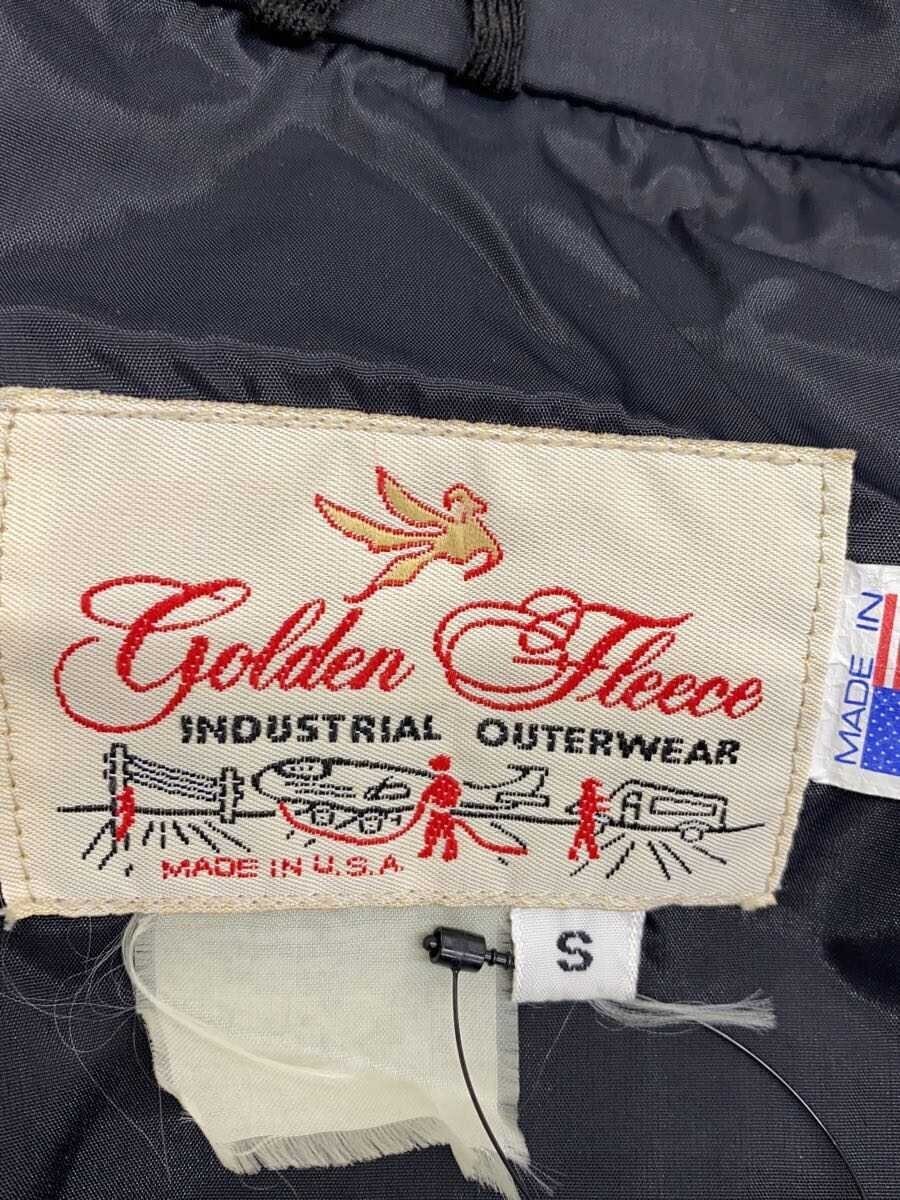 Golden Fleece
INDUSTRIAL OUTERWEAR
MADE IN U.S.A.
MADE IN
S